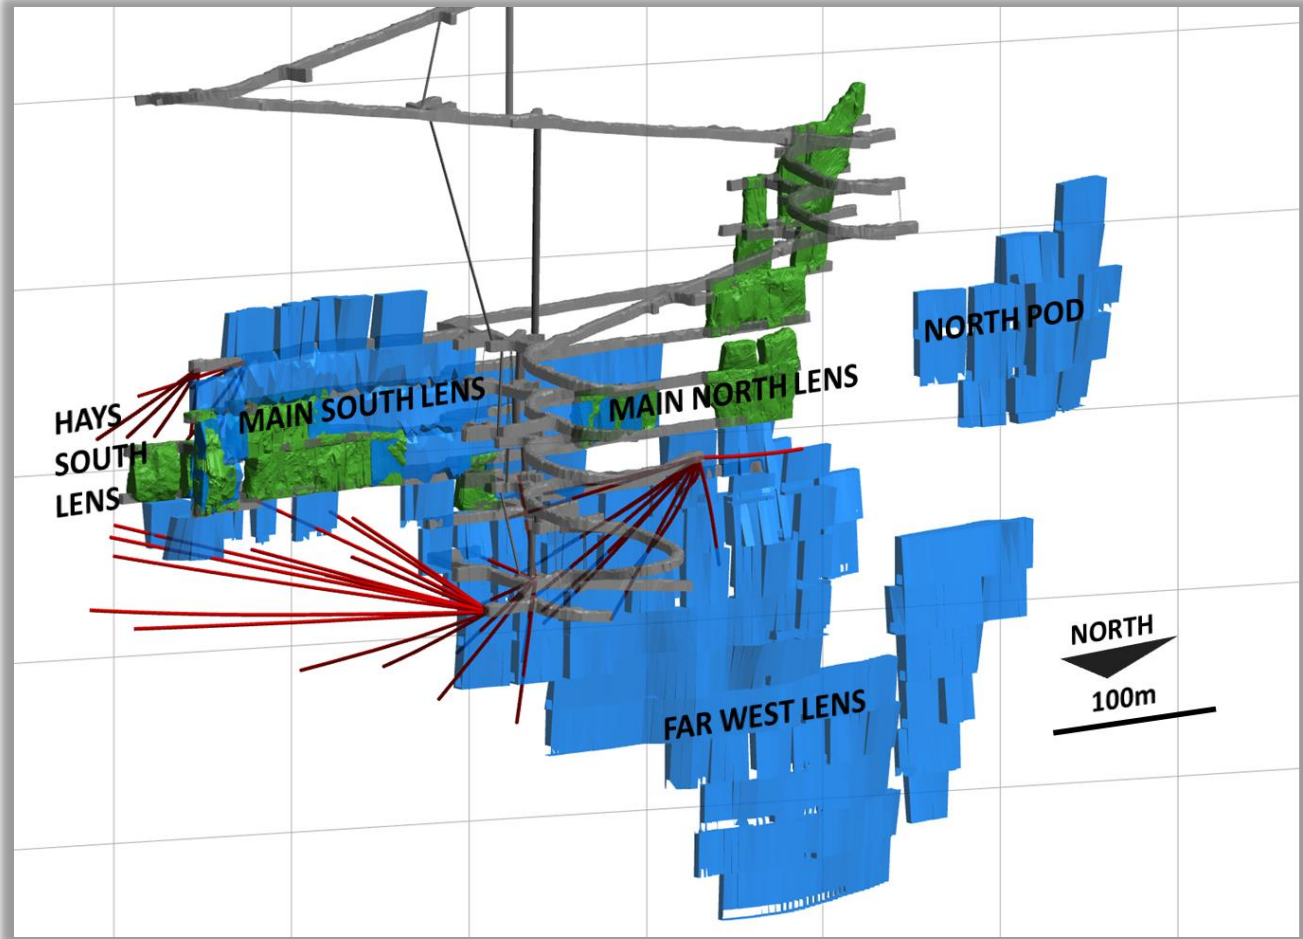 NORTH POD
MAIN NORTH LENS
MAIN SOUTH LENS
HAYS
SOUTH
LENS
NORTH
100m
FAR WEST LENS